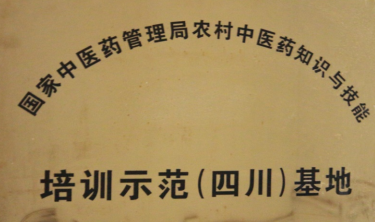 国家中医药管理局农村中医药知识与技能
培训示范(四川)基地